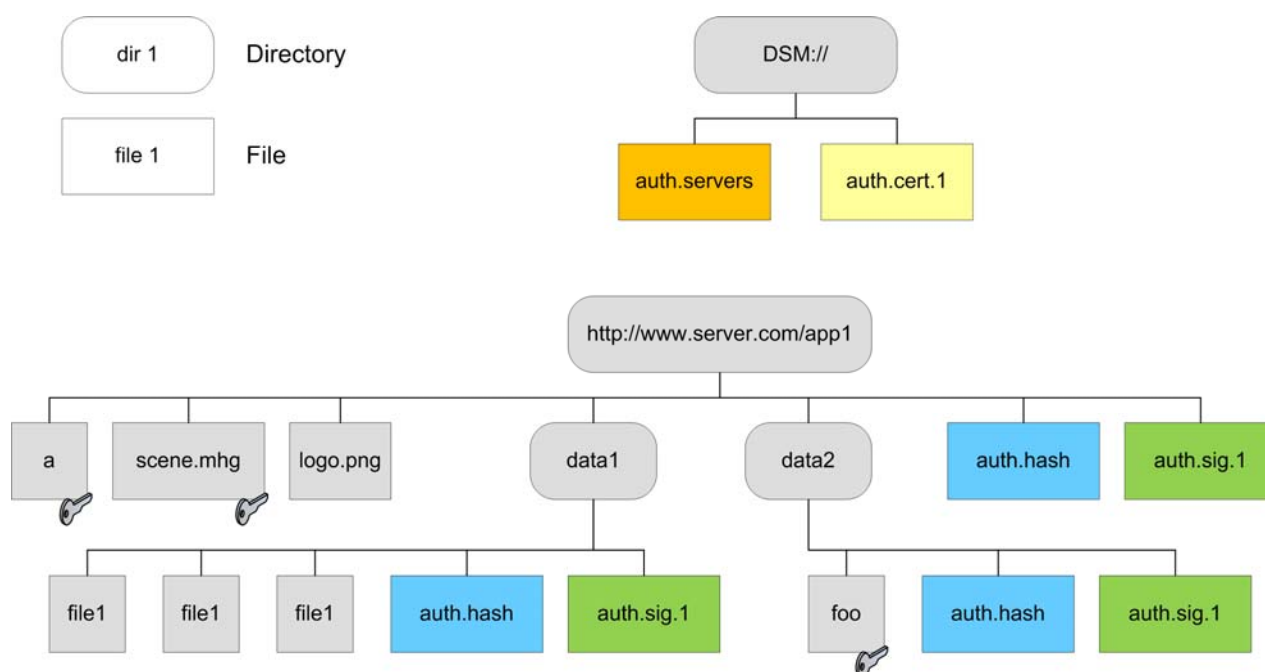 dir 1
Directory
DSM://
file 1
File
auth.servers
auth.cert.1
http://www.server.com/app1
a
scene.mhg
logo.png
data1
data2
auth.hash
auth.sig.1
file1
file1
file1
auth.hash
auth.sig.1
foo
auth.hash
auth.sig.1